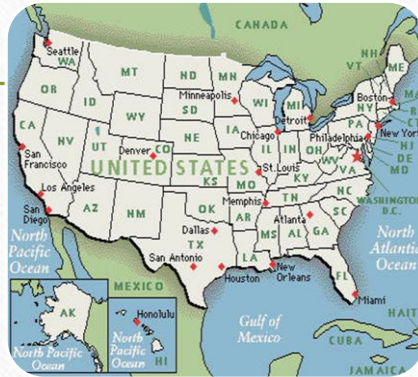 CANADA
Seattle
WA
MT
ND
MN
NH
VT
ME
OR
ID
WY
SD
Minneapolis
WI
MI
NY
Boston
MA
R
CT
NV
UT
Denver
CO
NE
IA
Chicago
Detroit
PA
Philadelphia
New York
NJ
DE
MD
CA
San
Francisco
UNITED STATES
KS
MO
St. Louis
IL
IN
OH
WV
VA
KY
WASHINGTON
D.C.
Los Angeles
San
Diego
AZ
NM
OK
AR
Memphis
TN
NC
SC
Atlanta
MS
AL
GA
Dallas
TX
LA
San Antonio
Houston
New
Orleans
FL
Miami
North
Pacific
Ocean
North
Atlantic
Ocean
MEXICO
Gulf of
Mexico
AK
North Pacific
Ocean
Honolulu
North
Pacific
Ocean
HI
CUBA
HAIT
JAMAICA